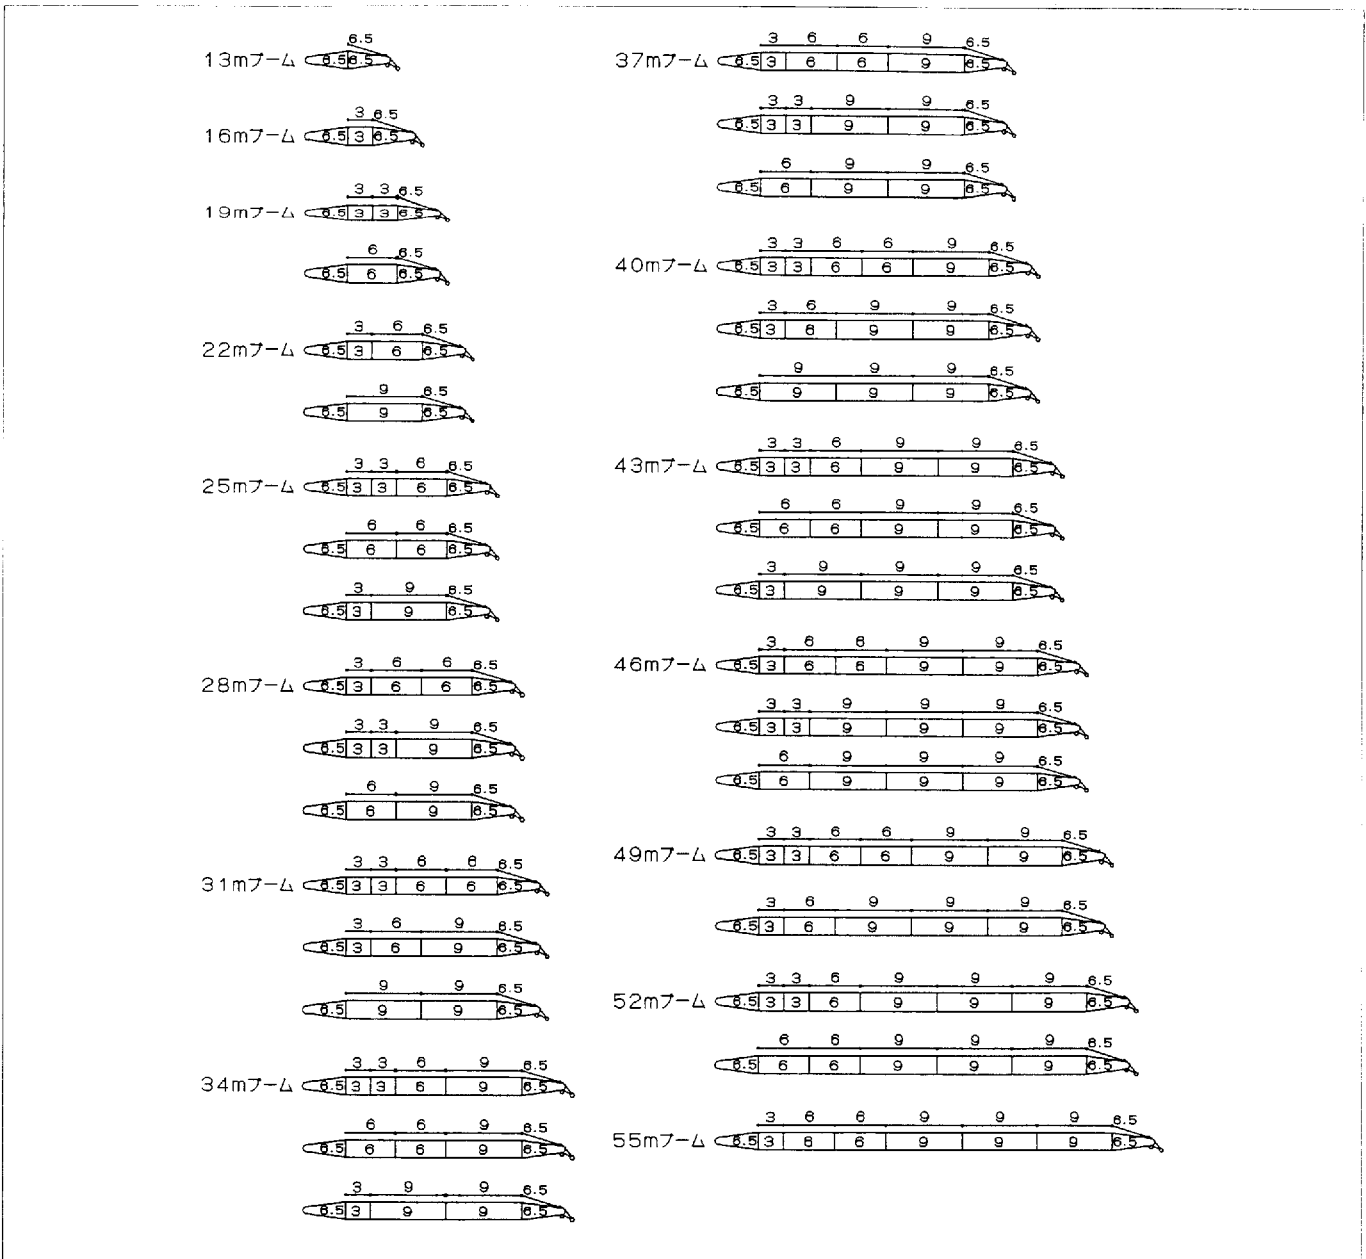 6.5
13mブーム 6.5 6.5
3 6.5
16mブーム 6.5 3 6.5
3 3 6.5
19mブーム 6.5 3 3 6.5
6 6.5
6.5 6 6.5
3 6 6.5
22mブーム 6.5 3 6 6.5
9 6.5
6.5 9 6.5
3 3 6 6.5
25mブーム 6.5 3 3 6 6.5
6 6 6.5
6.5 6 6 6.5
3 9 6.5
6.5 3 9 6.5
3 6 6 6.5
28mブーム 6.5 3 6 6 6.5
3 3 9 6.5
6.5 3 3 9 6.5
6 9 6.5
6.5 6 9 6.5
3 3 6 6 6.5
31mブーム 6.5 3 3 6 6 6.5
3 6 9 6.5
6.5 3 6 9 6.5
9 9 6.5
6.5 9 9 6.5
3 3 6 9 6.5
34mブーム 6.5 3 3 6 9 6.5
6 6 9 6.5
6.5 6 6 9 6.5
3 9 9 6.5
6.5 3 9 9 6.5
3 6 6 9 6.5
37mブーム 6.5 3 6 6 9 6.5
3 3 9 9 6.5
6.5 3 3 9 9 6.5
6 9 9 6.5
6.5 6 9 9 6.5
3 3 6 6 9 6.5
40mブーム 6.5 3 3 6 6 9 6.5
3 6 9 9 6.5
6.5 3 6 9 9 6.5
9 9 9 6.5
6.5 9 9 9 6.5
3 3 6 9 9 6.5
43mブーム 6.5 3 3 6 9 9 6.5
6 6 9 9 6.5
6.5 6 6 9 9 6.5
3 9 9 9 6.5
6.5 3 9 9 9 6.5
3 6 6 9 9 6.5
46mブーム 6.5 3 6 6 9 9 6.5
3 3 9 9 9 6.5
6.5 3 3 9 9 9 6.5
6 9 9 9 6.5
6.5 6 9 9 9 6.5
3 3 6 6 9 9 6.5
49mブーム 6.5 3 3 6 6 9 9 6.5
3 6 9 9 9 6.5
6.5 3 6 9 9 9 6.5
3 3 6 9 9 9 6.5
52mブーム 6.5 3 3 6 9 9 9 6.5
6 6 9 9 9 6.5
6.5 6 6 9 9 9 6.5
3 6 6 9 9 9 6.5
55mブーム 6.5 3 6 6 9 9 9 6.5